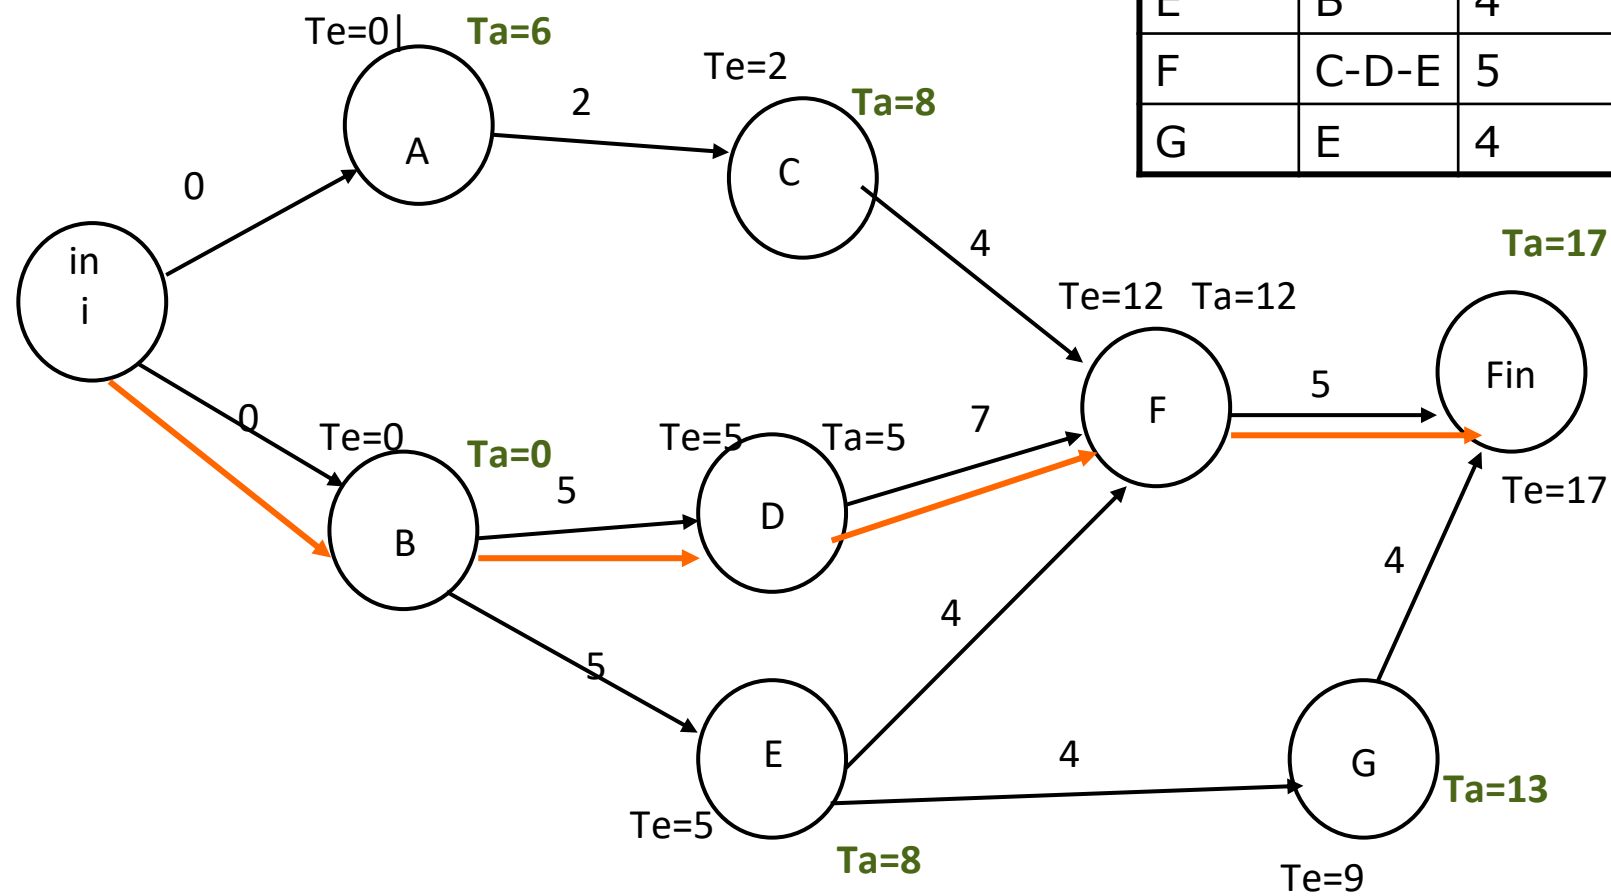 E B 4
F C-D-E 5
G E 4
Te=0| Ta=6
Te=2
Ta=8
2
A
C
0
in
i
4
Ta=17
Te=12 Ta=12
F
5
Fin
0
Te=0
Ta=0
5
B
Te=5 Ta=5
D
7
Te=17
4
4
5
E
4
G
Ta=13
Te=5
Ta=8
Te=9